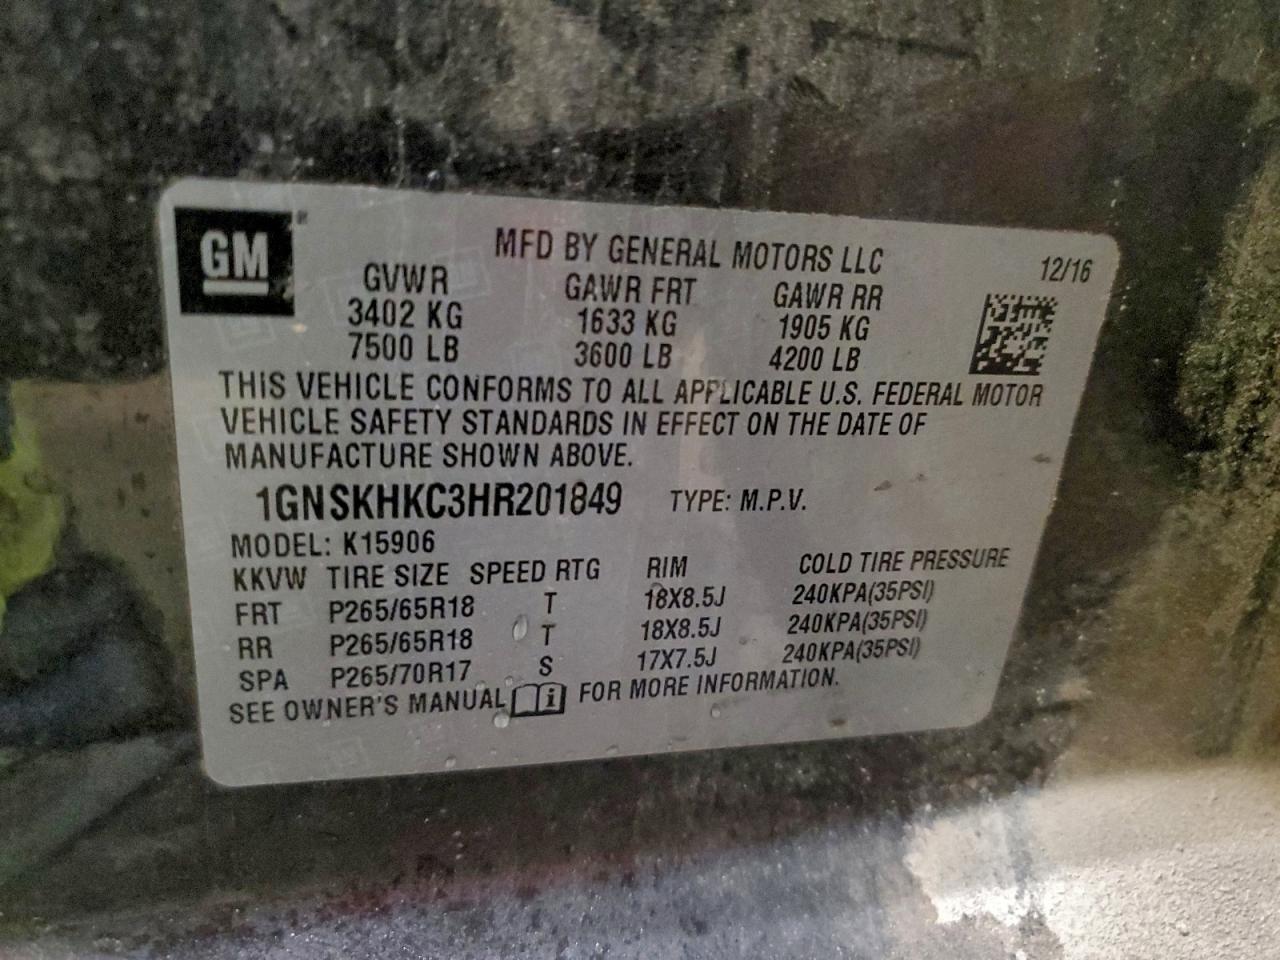 GM
MFD BY GENERAL MOTORS LLC
12/16
GVWR GAWR FRT GAWR RR
3402 KG 1633 KG 1905 KG
7500 LB 3600 LB 4200 LB
THIS VEHICLE CONFORMS TO ALL APPLICABLE U.S. FEDERAL MOTOR
VEHICLE SAFETY STANDARDS IN EFFECT ON THE DATE OF
MANUFACTURE SHOWN ABOVE.
1GNSKHKC3HR201849 TYPE: M.P.V.
MODEL: K15906
KKVW TIRE SIZE SPEED RTG RIM COLD TIRE PRESSURE
FRT P265/65R18 T 18X8.5J 240KPA(35PSI)
RR P265/65R18 T 18X8.5J 240KPA(35PSI)
SPA P265/70R17 S 17X7.5J 240KPA(35PSI)
SEE OWNER'S MANUAL i FOR MORE INFORMATION.